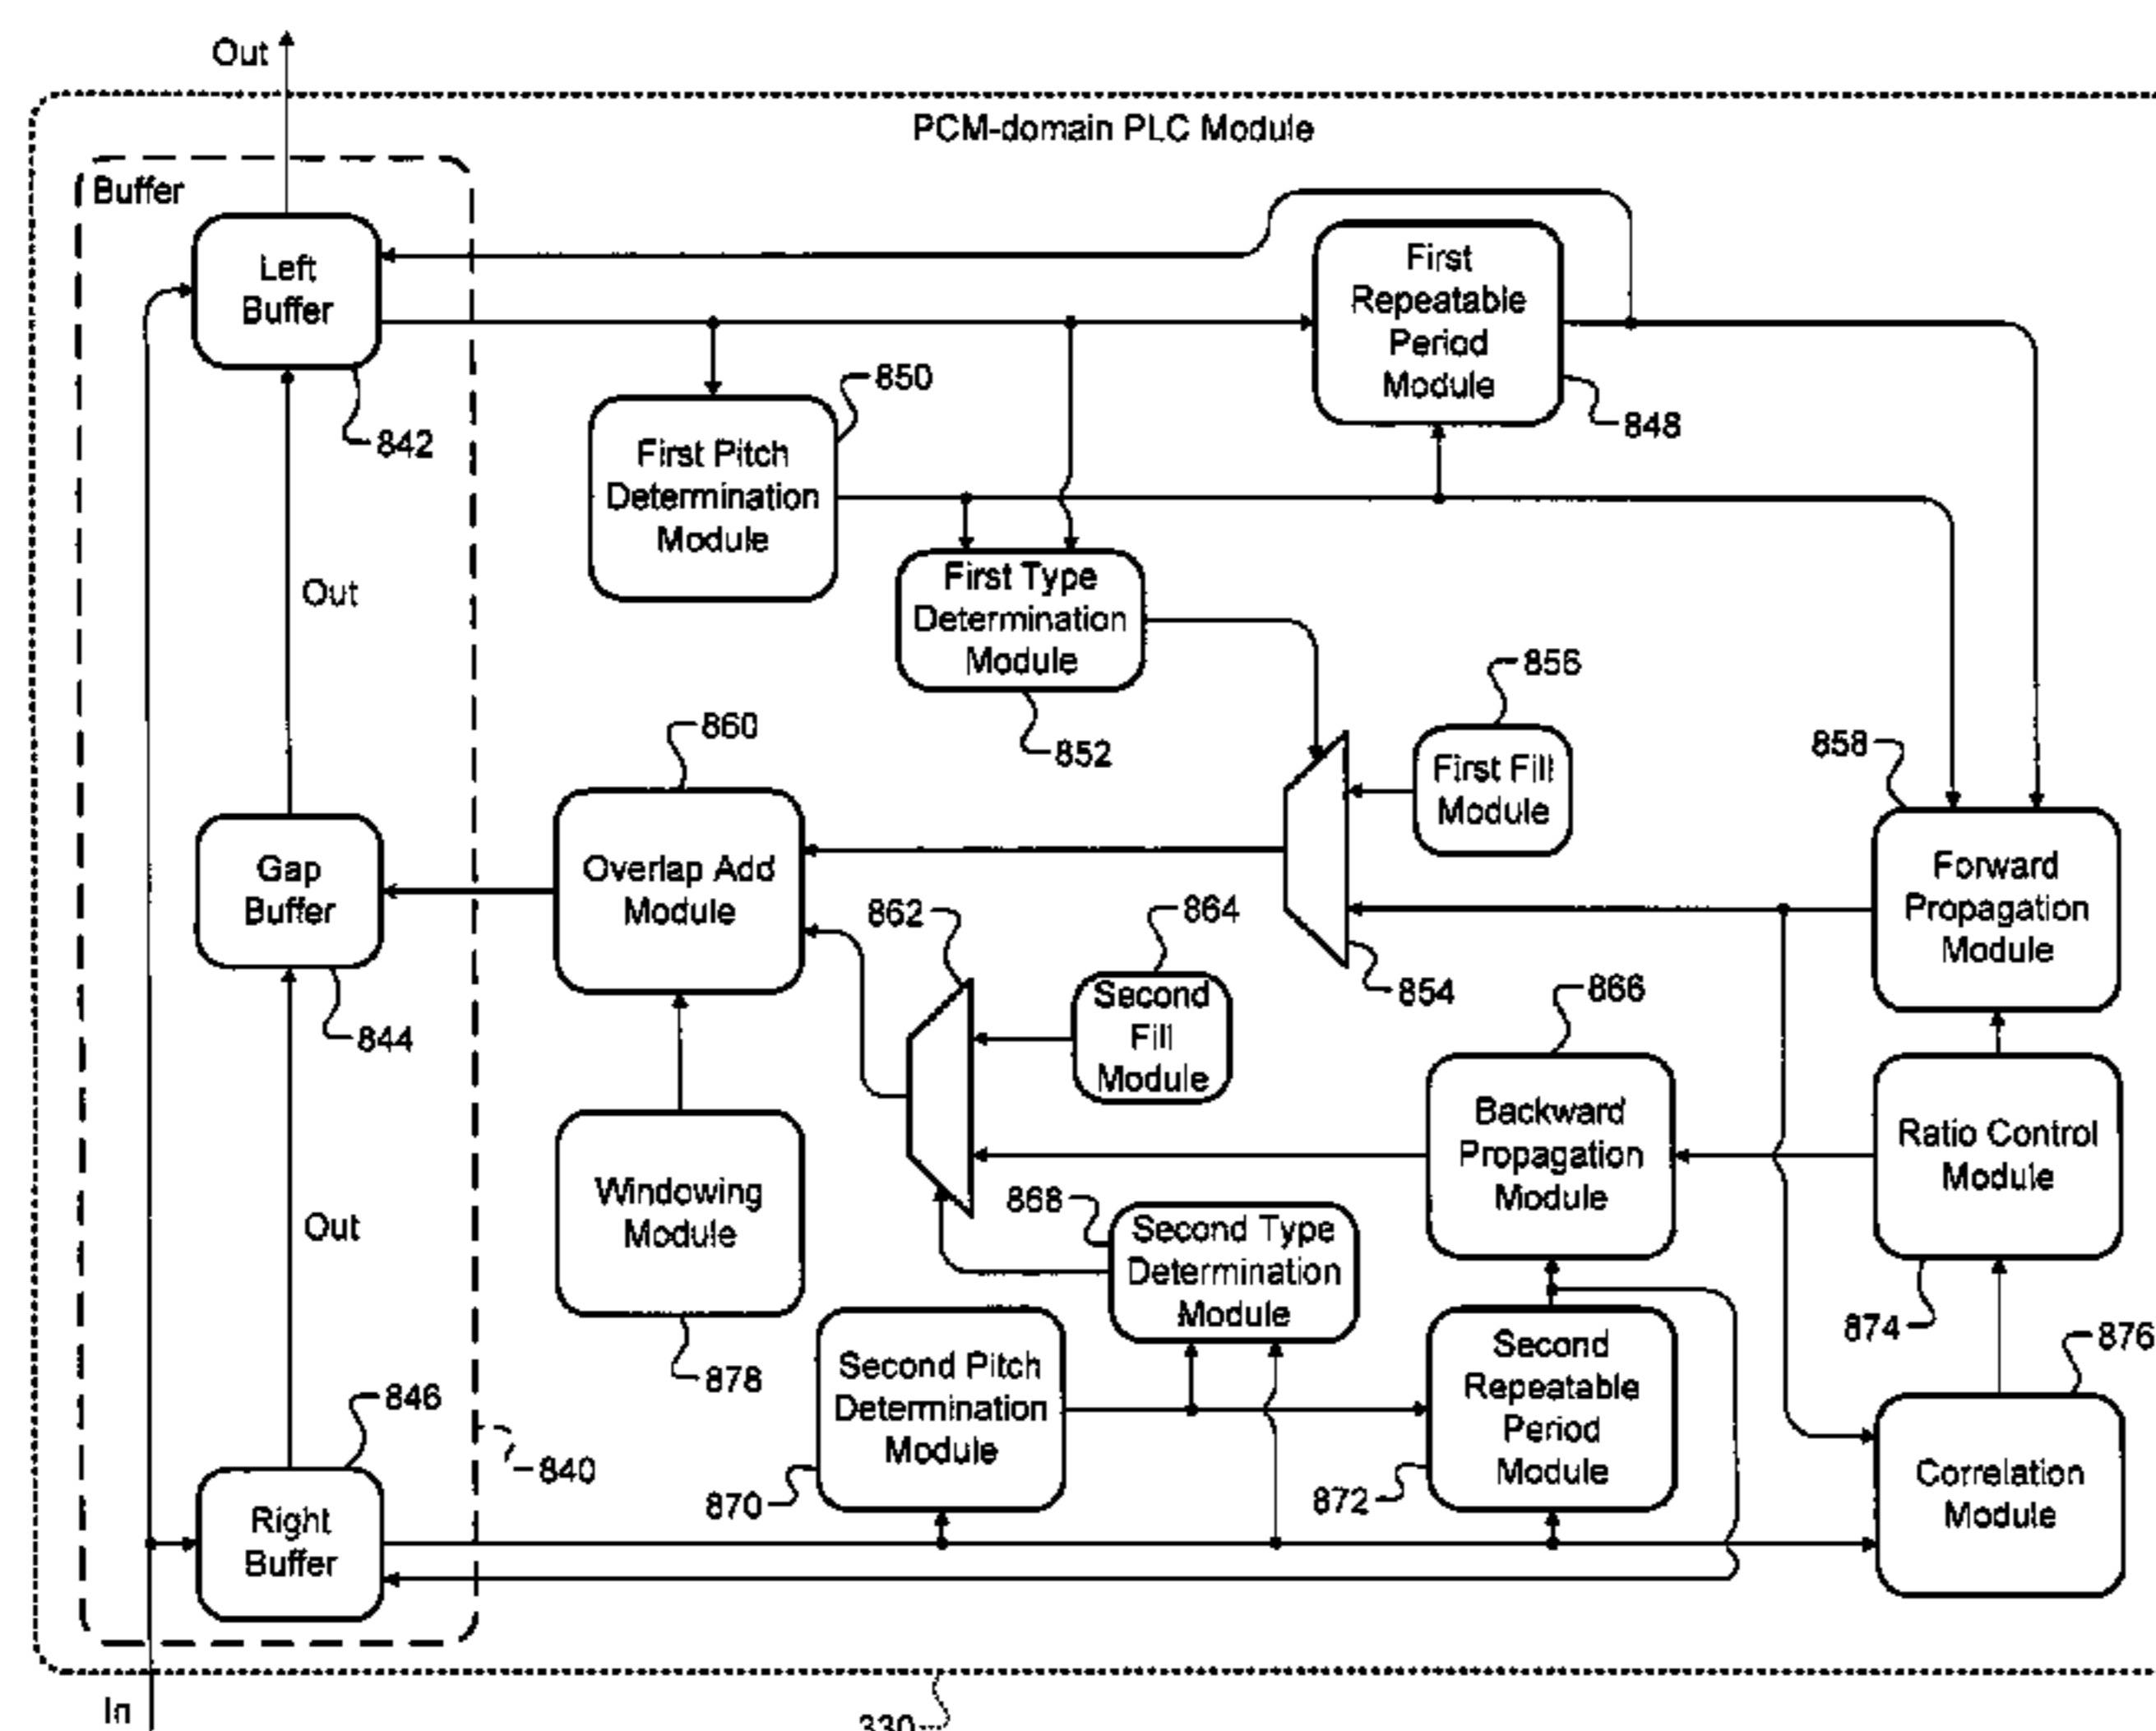 Out
PCM-domain PLC Module
Buffer
Left
Buffer
842
First
Repeatable
Period
Module
848
850
First Pitch
Determination
Module
Out
First Type
Determination
Module
852
856
First Fill
Module
858
Forward
Propagation
Module
860
Overlap Add
Module
Gap
Buffer
844
862
864
Second
Fill
Module
854
866
Backward
Propagation
Module
Ratio Control
Module
874
Windowing
Module
878
868
Second Type
Determination
Module
Out
Second Pitch
Determination
Module
870
Second
Repeatable
Period
Module
872
876
Correlation
Module
846
840
Right
Buffer
In
330